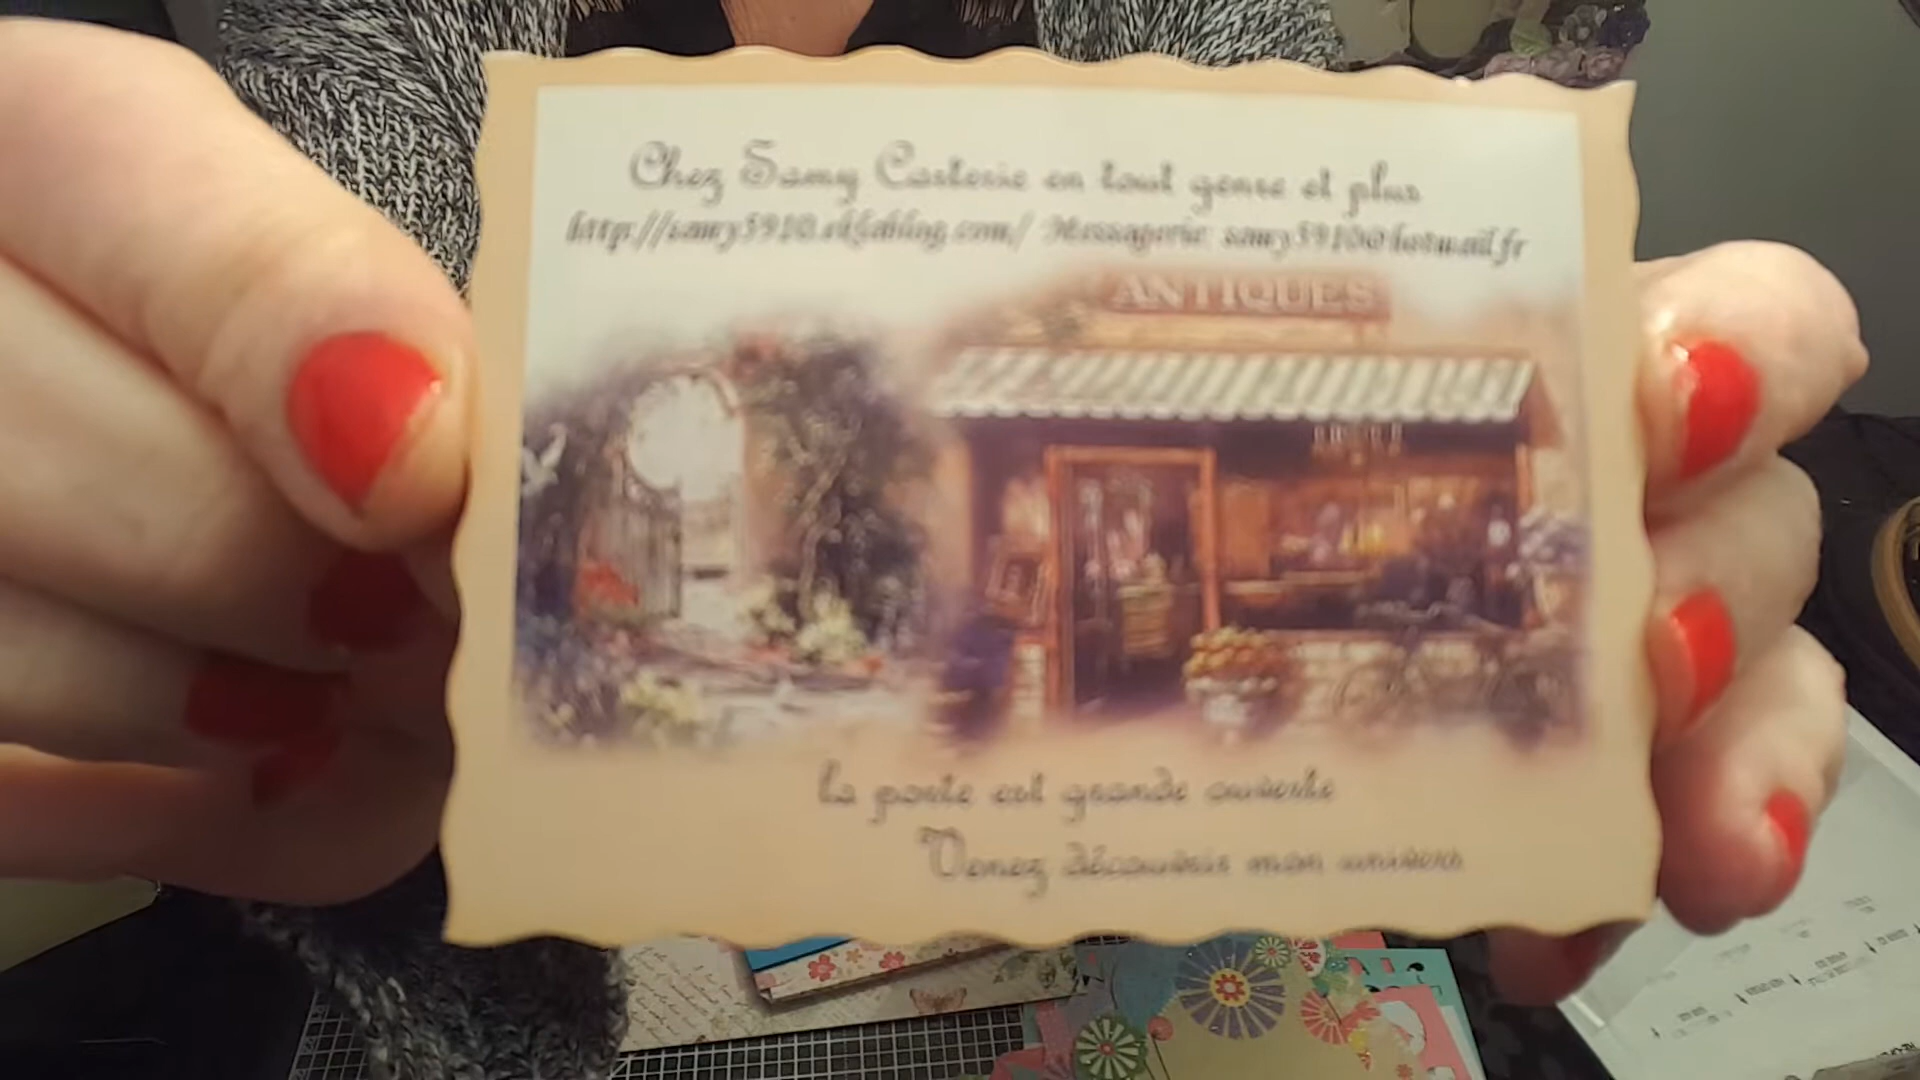 Chez Samy Carterie en tout genre et plus
http://samy5910.eklablog.com/ Messagerie: samy5910@hotmail.fr
ANTIQUES
la porte est grande ouverte
Venez découvrir mon univers